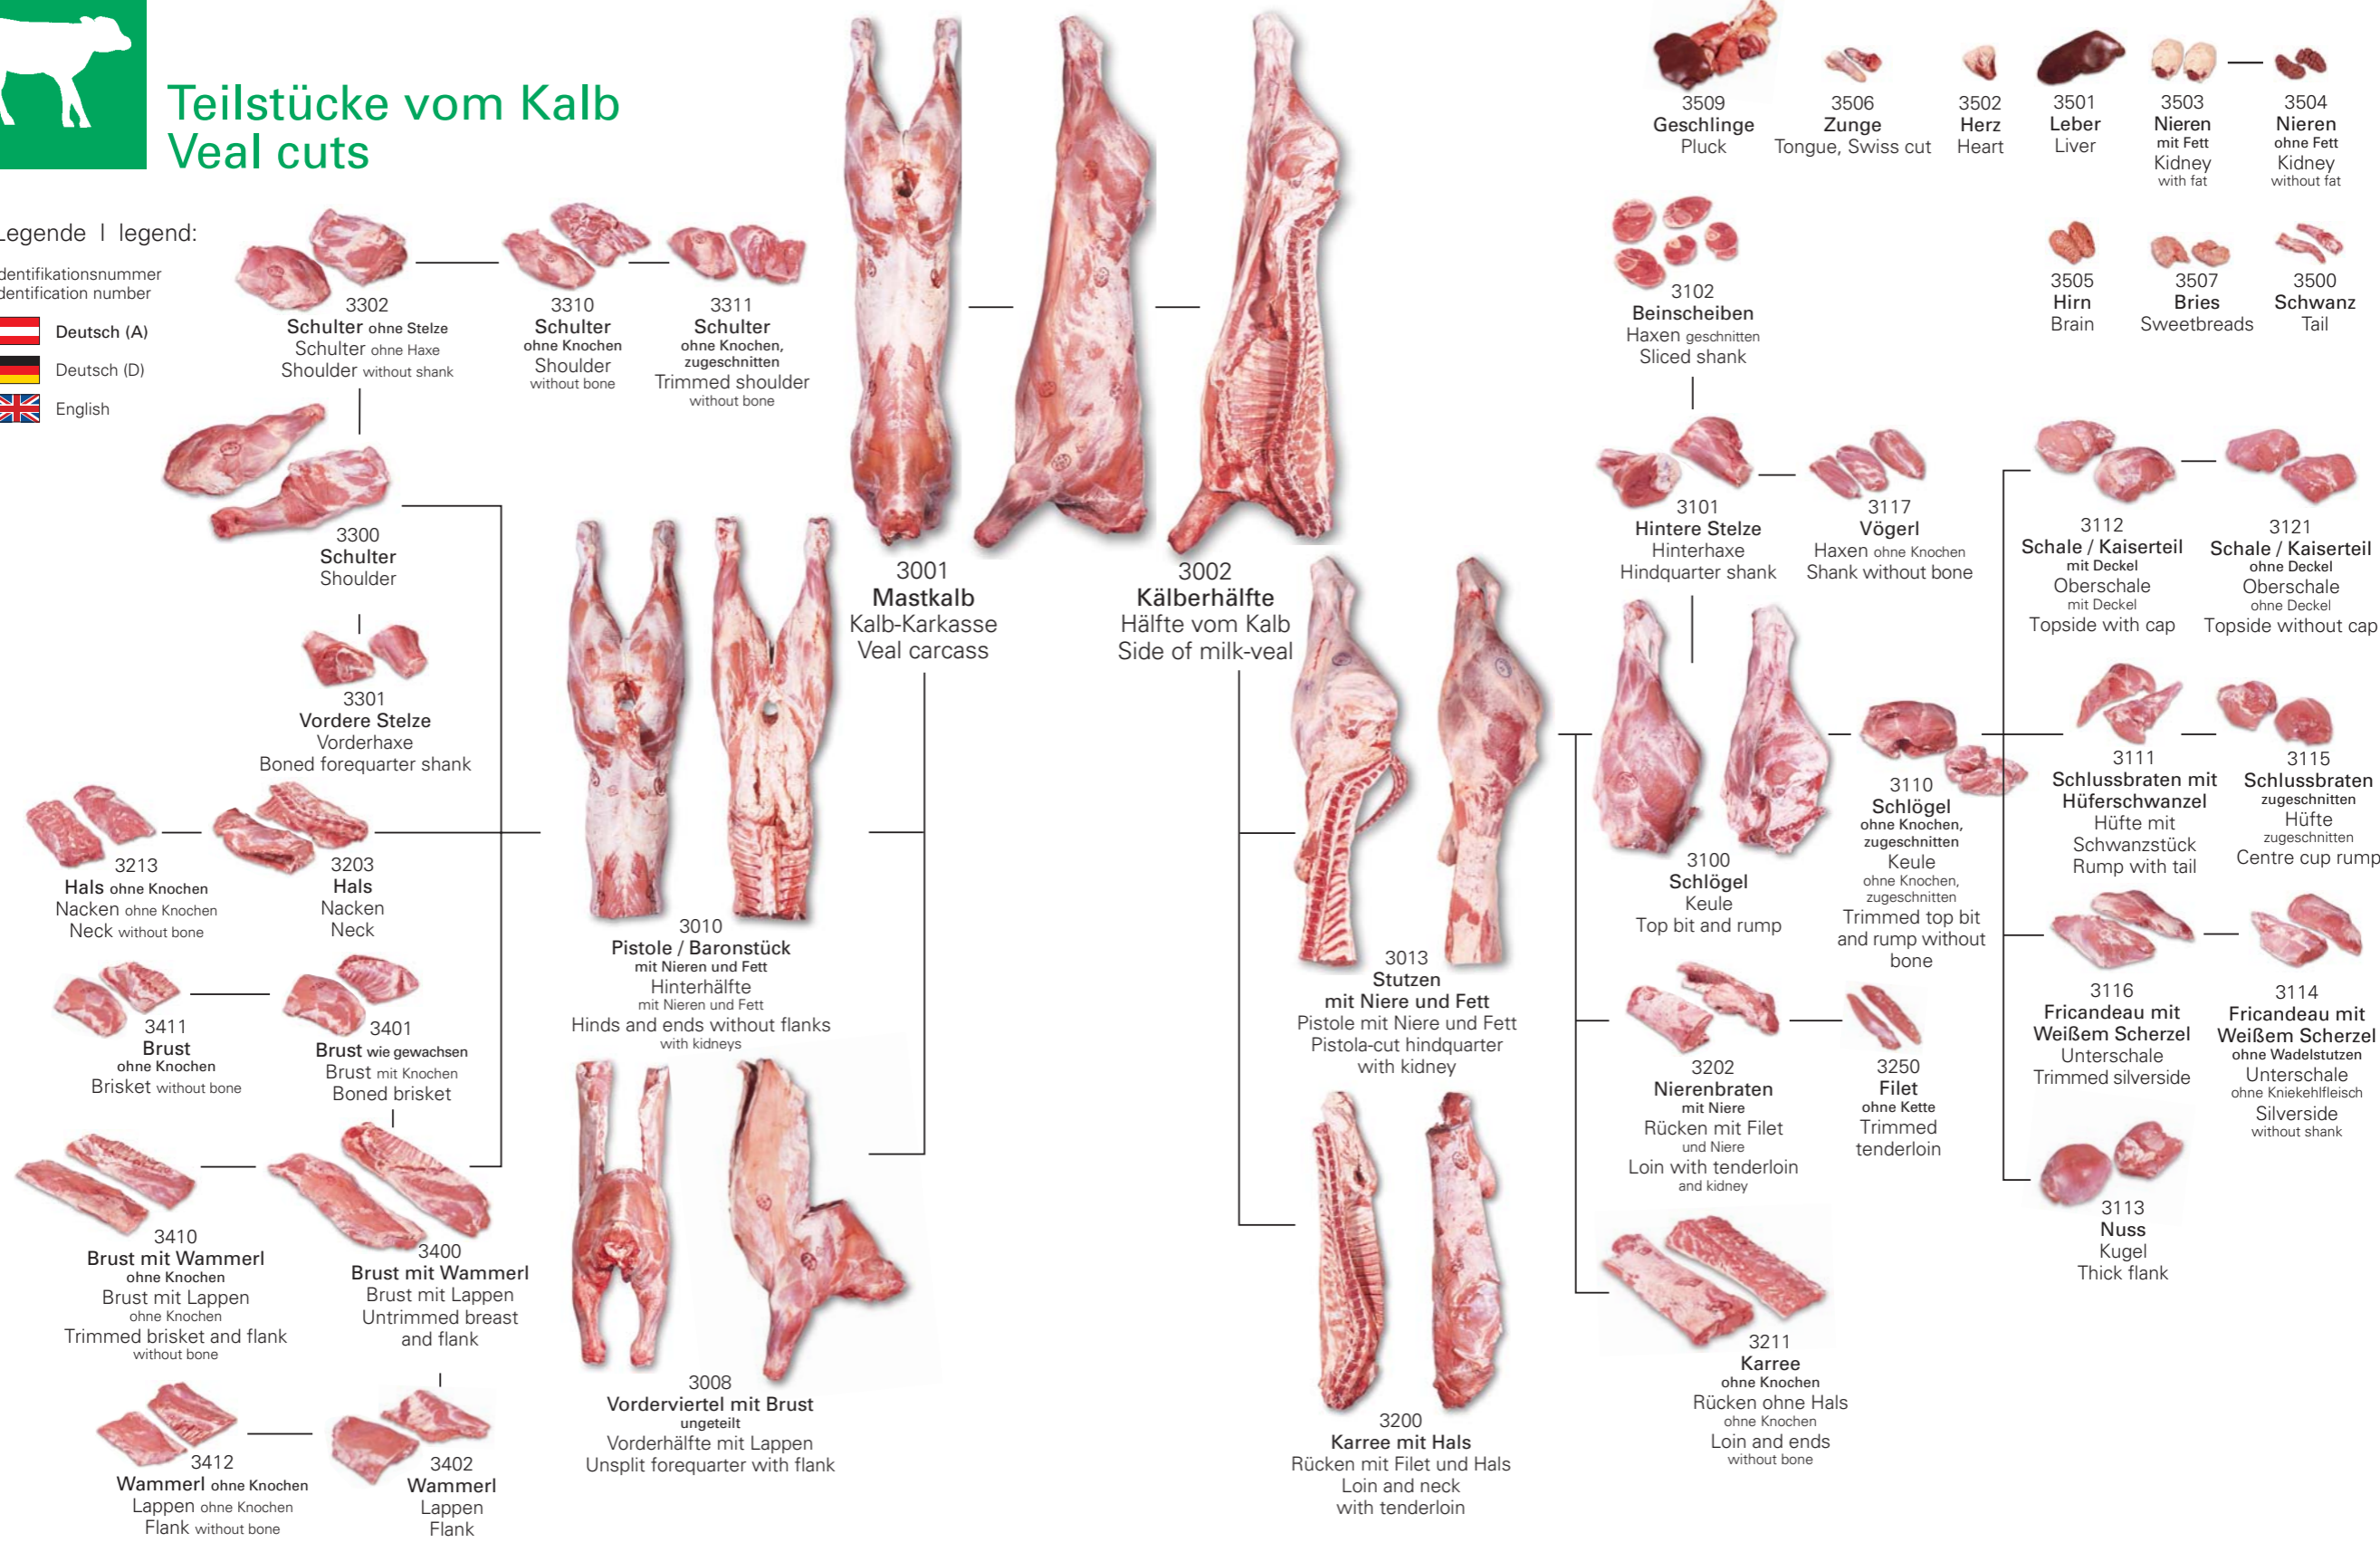 Teilstücke vom Kalb
Veal cuts
Legende | legend:
dentifikationsnummer
dentification number
Deutsch (A)
Deutsch (D)
English
3302
Schulter ohne Stelze
Schulter ohne Haxe
Shoulder without shank
3310
Schulter
ohne Knochen
Shoulder
without bone
3311
Schulter
ohne Knochen,
zugeschnitten
Trimmed shoulder
without bone
3300
Schulter
Shoulder
3301
Vordere Stelze
Vorderhaxe
Boned forequarter shank
3213
Hals ohne Knochen
Nacken ohne Knochen
Neck without bone
3203
Hals
Nacken
Neck
3411
Brust
ohne Knochen
Brisket without bone
3401
Brust wie gewachsen
Brust mit Knochen
Boned brisket
3410
Brust mit Wammerl
ohne Knochen
Brust mit Lappen
ohne Knochen
Trimmed brisket and flank
without bone
3400
Brust mit Wammerl
Brust mit Lappen
Untrimmed breast
and flank
3412
Wammerl ohne Knochen
Lappen ohne Knochen
Flank without bone
3402
Wammerl
Lappen
Flank
3001
Mastkalb
Kalb-Karkasse
Veal carcass
3002
Kälberhälfte
Hälfte vom Kalb
Side of milk-veal
3010
Pistole / Baronstück
mit Nieren und Fett
Hinterhälfte
mit Nieren und Fett
Hinds and ends without flanks
with kidneys
3008
Vorderviertel mit Brust
ungeteilt
Vorderhälfte mit Lappen
Unsplit forequarter with flank
3013
Stutzen
mit Niere und Fett
Pistole mit Niere und Fett
Pistola-cut hindquarter
with kidney
3200
Karree mit Hals
Rücken mit Filet und Hals
Loin and neck
with tenderloin
3509
Geschlinge
Pluck
3506
Zunge
Tongue, Swiss cut
3502
Herz
Heart
3501
Leber
Liver
3503
Nieren
mit Fett
Kidney
with fat
3504
Nieren
ohne Fett
Kidney
without fat
3505
Hirn
Brain
3507
Bries
Sweetbreads
3500
Schwanz
Tail
3102
Beinscheiben
Haxen geschnitten
Sliced shank
3101
Hintere Stelze
Hinterhaxe
Hindquarter shank
3117
Vögerl
Haxen ohne Knochen
Shank without bone
3100
Schlögel
Keule
Top bit and rump
3110
Schlögel
ohne Knochen,
zugeschnitten
Keule
ohne Knochen,
zugeschnitten
Trimmed top bit
and rump without
bone
3202
Nierenbraten
mit Niere
Rücken mit Filet
und Niere
Loin with tenderloin
and kidney
3250
Filet
ohne Kette
Trimmed
tenderloin
3211
Karree
ohne Knochen
Rücken ohne Hals
ohne Knochen
Loin and ends
without bone
3112
Schale / Kaiserteil
mit Deckel
Oberschale
mit Deckel
Topside with cap
3121
Schale / Kaiserteil
ohne Deckel
Oberschale
ohne Deckel
Topside without cap
3111
Schlussbraten mit
Hüferschwanzel
Hüfte mit
Schwanzstück
Rump with tail
3115
Schlussbraten
zugeschnitten
Hüfte
zugeschnitten
Centre cup rump
3116
Fricandeau mit
Weißem Scherzel
Unterschale
Trimmed silverside
3114
Fricandeau mit
Weißem Scherzel
ohne Wadelstutzen
Unterschale
ohne Kniekehlfleisch
Silverside
without shank
3113
Nuss
Kugel
Thick flank